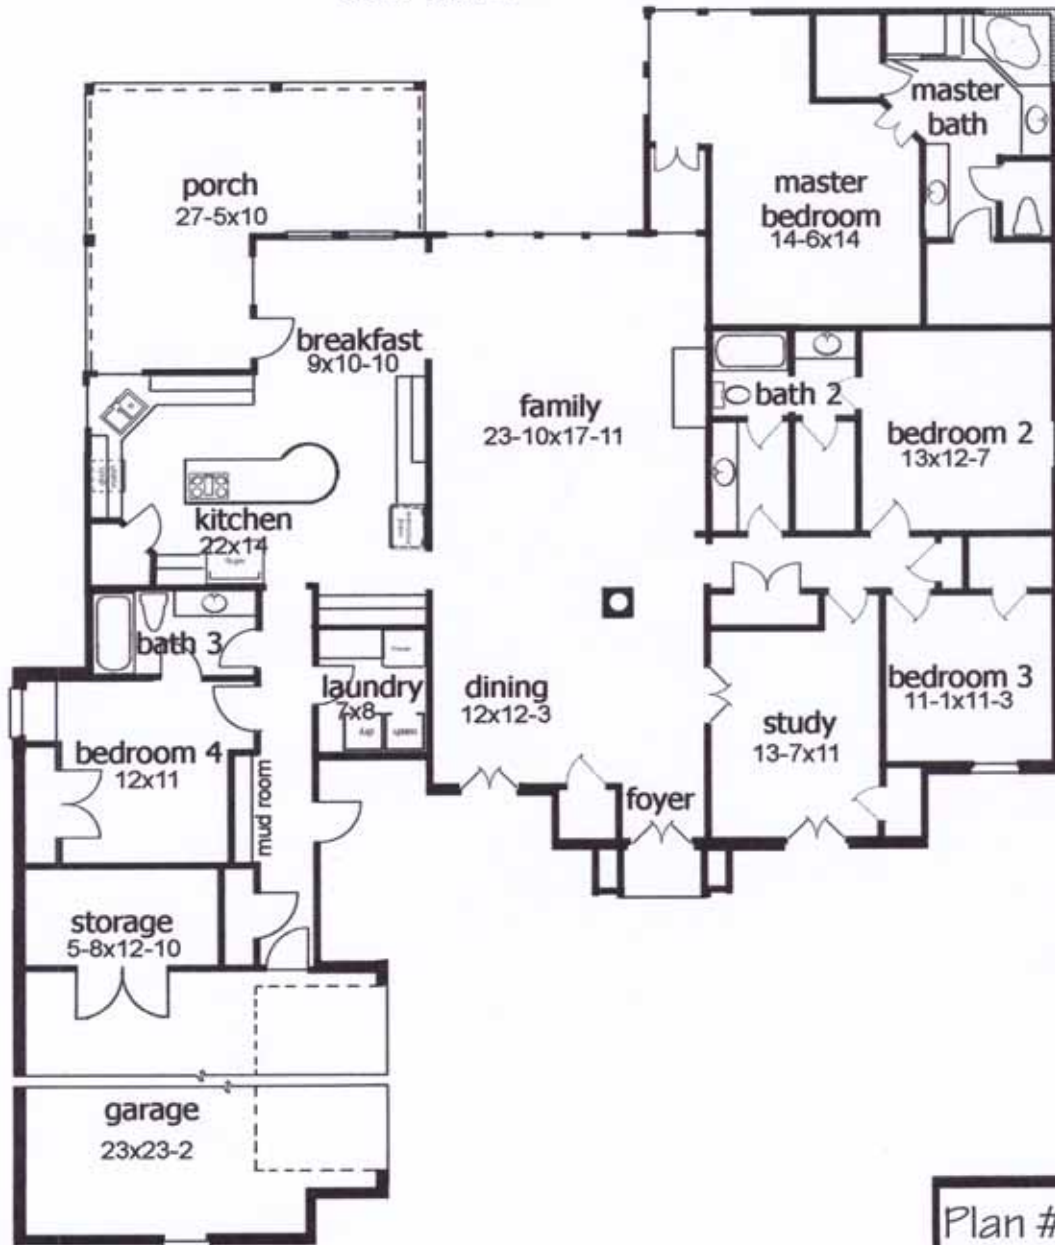 porch
27-5x10
master
bath
master
bedroom
14-6x14
breakfast
9x10-10
family
23-10x17-11
bath 2
bedroom 2
13x12-7
kitchen
22x14
bath 3
laundry
7x8
dining
12x12-3
bedroom 3
11-1x11-3
study
13-7x11
bedroom 4
12x11
mud room
foyer
storage
5-8x12-10
garage
23x23-2
Plan #